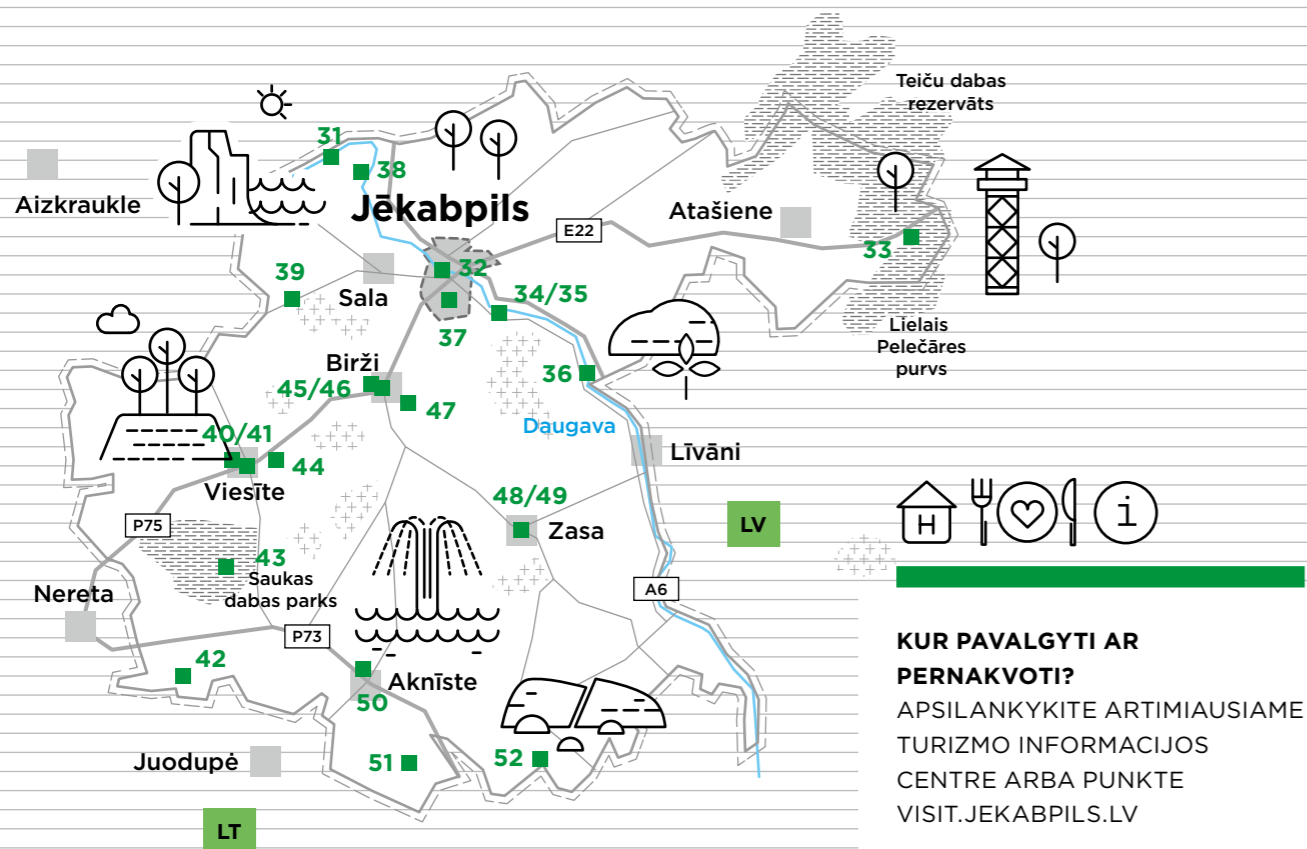 Teiču dabas
rezervāts
31
38
Aizkraukle
Jēkabpils
Atašiene
E22
33
39
32
Sala
34/35
37
Lielais
Pelečāres
purvs
Birži
45/46
36
47
Daugava
40/41
44
Līvāni
Viesīte
48/49
P75
LV
Zasa
H
i
43
Saukas
dabas parks
A6
Nereta
P73
42
Aknīste
50
Juodupė
51
52
LT
KUR PAVALGYTI AR
PERNAKVOTI?
APSILANKYKITE ARTIMIAUSIAME
TURIZMO INFORMACIJOS
CENTRE ARBA PUNKTE
VISIT.JEKABPILS.LV